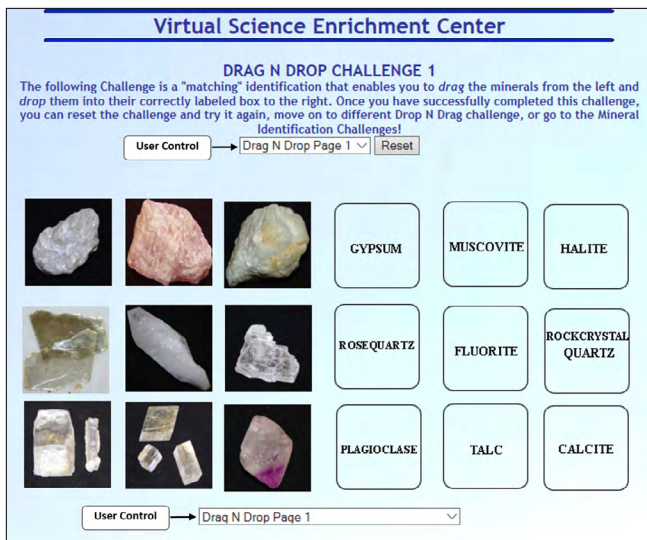 Virtual Science Enrichment Center
DRAG N DROP CHALLENGE 1
The following Challenge is a "matching" identification that enables you to drag the minerals from the left and
drop them into their correctly labeled box to the right. Once you have successfully completed this challenge,
you can reset the challenge and try it again, move on to different Drop N Drag challenge, or go to the Mineral
Identification Challenges!
User Control Drag N Drop Page 1 Reset
GYPSUM MUSCOVITE HALITE
ROSEQUARTZ FLUORITE ROCKCRYSTAL
QUARTZ
PLAGIOCLASE TALC CALCITE
User Control Drag N Drop Page 1